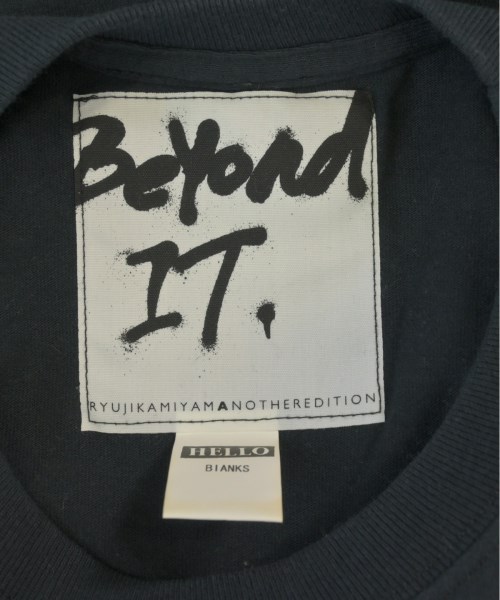 Beyond
IT.
RYUJIKAMIYAMANOTHEREDITION
HELLO
BIANKS